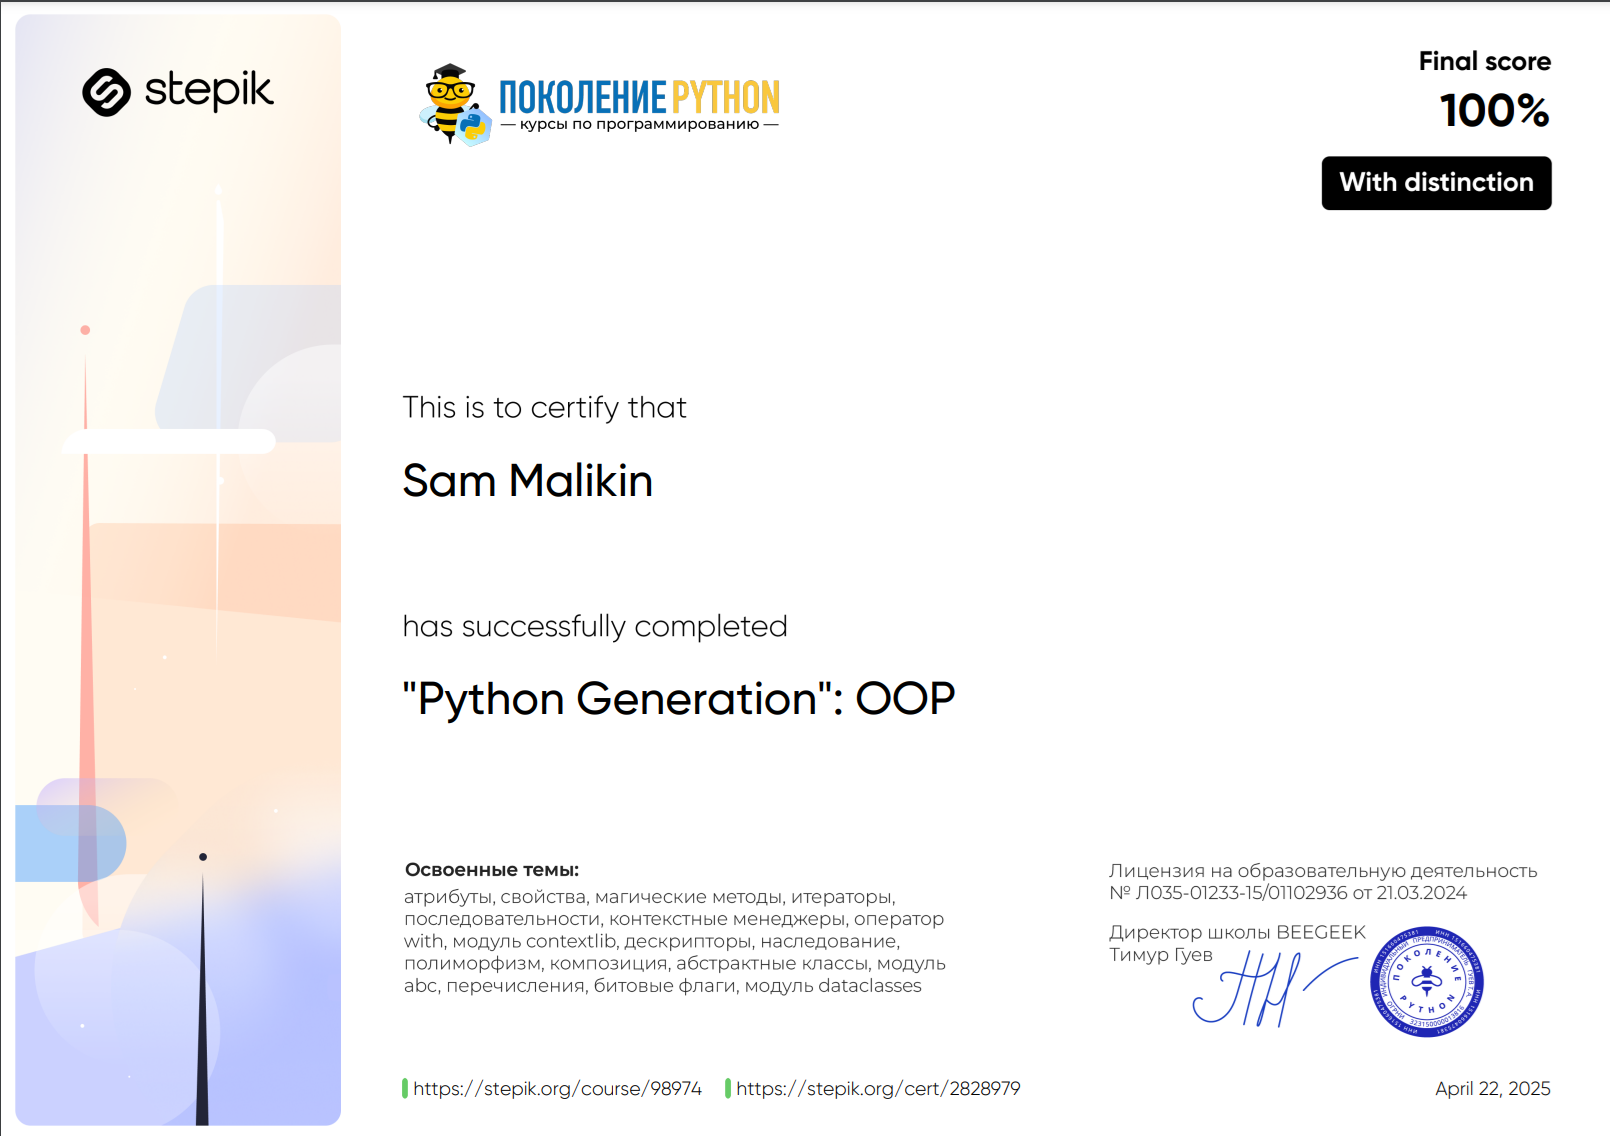 stepik
ПОКОЛЕНИЕ PYTHON
— курсы по программированию —
Final score
100%
With distinction
This is to certify that
Sam Malikin
has successfully completed
"Python Generation": OOP
Освоенные темы:
атрибуты, свойства, магические методы, итераторы,
последовательности, контекстные менеджеры, оператор
with, модуль contextlib, дескрипторы, наследование,
полиморфизм, композиция, абстрактные классы, модуль
abc, перечисления, битовые флаги, модуль dataclasses
Лицензия на образовательную деятельность
№ Л035-01233-15/01102936 от 21.03.2024
Директор школы BEEGEEK
Тимур Гуев
ПОКОЛЕНИЕ
PYTHON
https://stepik.org/course/98974
https://stepik.org/cert/2828979
April 22, 2025